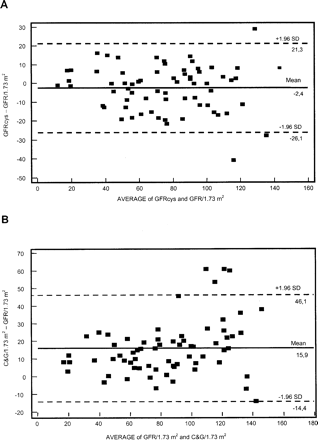 A
30
+1.96 SD
20
21,3
10
0
Mean
-2,4
-10
-20
-1.96 SD
-26,1
-30
-40
-50
0 20 40 60 80 100 120 140 160
GFRcys - GFR/1.73 m²
AVERAGE of GFRcys and GFR/1.73 m²
B
70
60
50
+1.96 SD
46,1
40
30
20
Mean
15,9
10
0
-10
-1.96 SD
-14,4
-20
0 20 40 60 80 100 120 140 160 180
C&G/1.73 m² - GFR/1.73 m²
AVERAGE of GFR/1.73 m² and C&G/1.73 m²